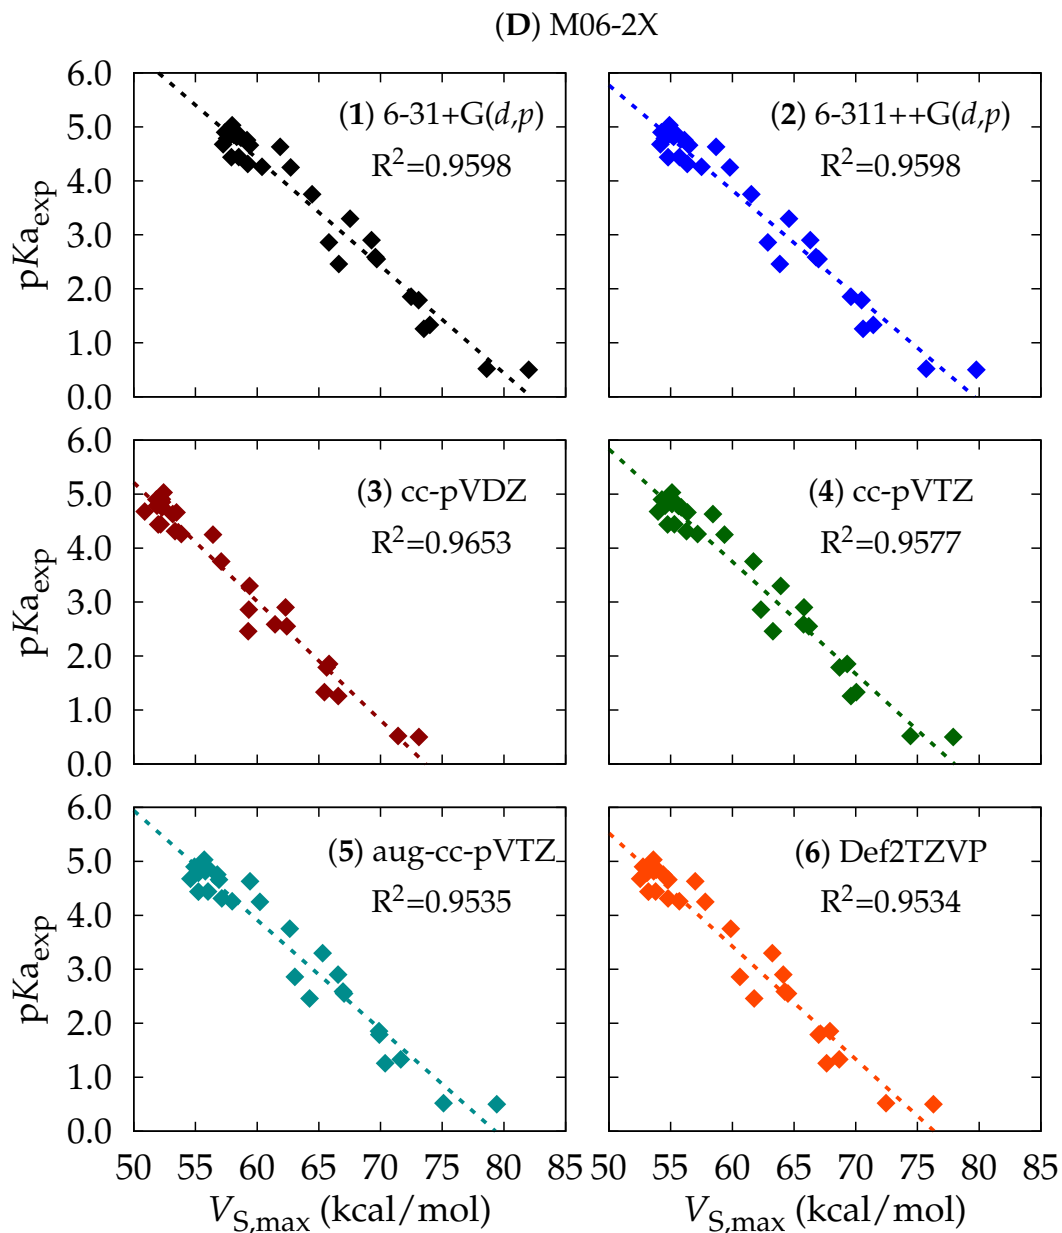 (D) M06-2X
6.0
5.0
4.0
3.0
2.0
1.0
0.0
pKa_exp
(1) 6-31+G(d,p)
R²=0.9598
(2) 6-311++G(d,p)
R²=0.9598
6.0
5.0
4.0
3.0
2.0
1.0
0.0
pKa_exp
(3) cc-pVDZ
R²=0.9653
(4) cc-pVTZ
R²=0.9577
6.0
5.0
4.0
3.0
2.0
1.0
0.0
pKa_exp
(5) aug-cc-pVTZ
R²=0.9535
(6) Def2TZVP
R²=0.9534
50 55 60 65 70 75 80 85
50 55 60 65 70 75 80 85
V_S,max (kcal/mol)
V_S,max (kcal/mol)